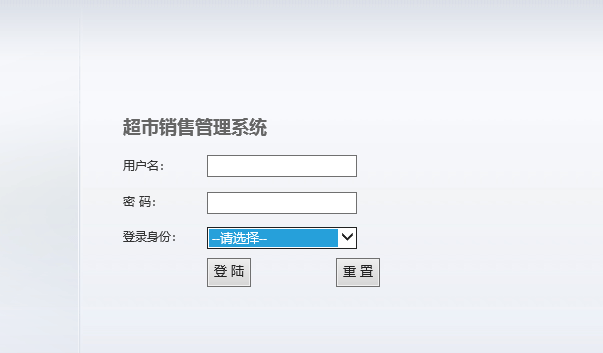 超市销售管理系统
用户名:
密 码:
登录身份: --请选择--
登 陆 重 置